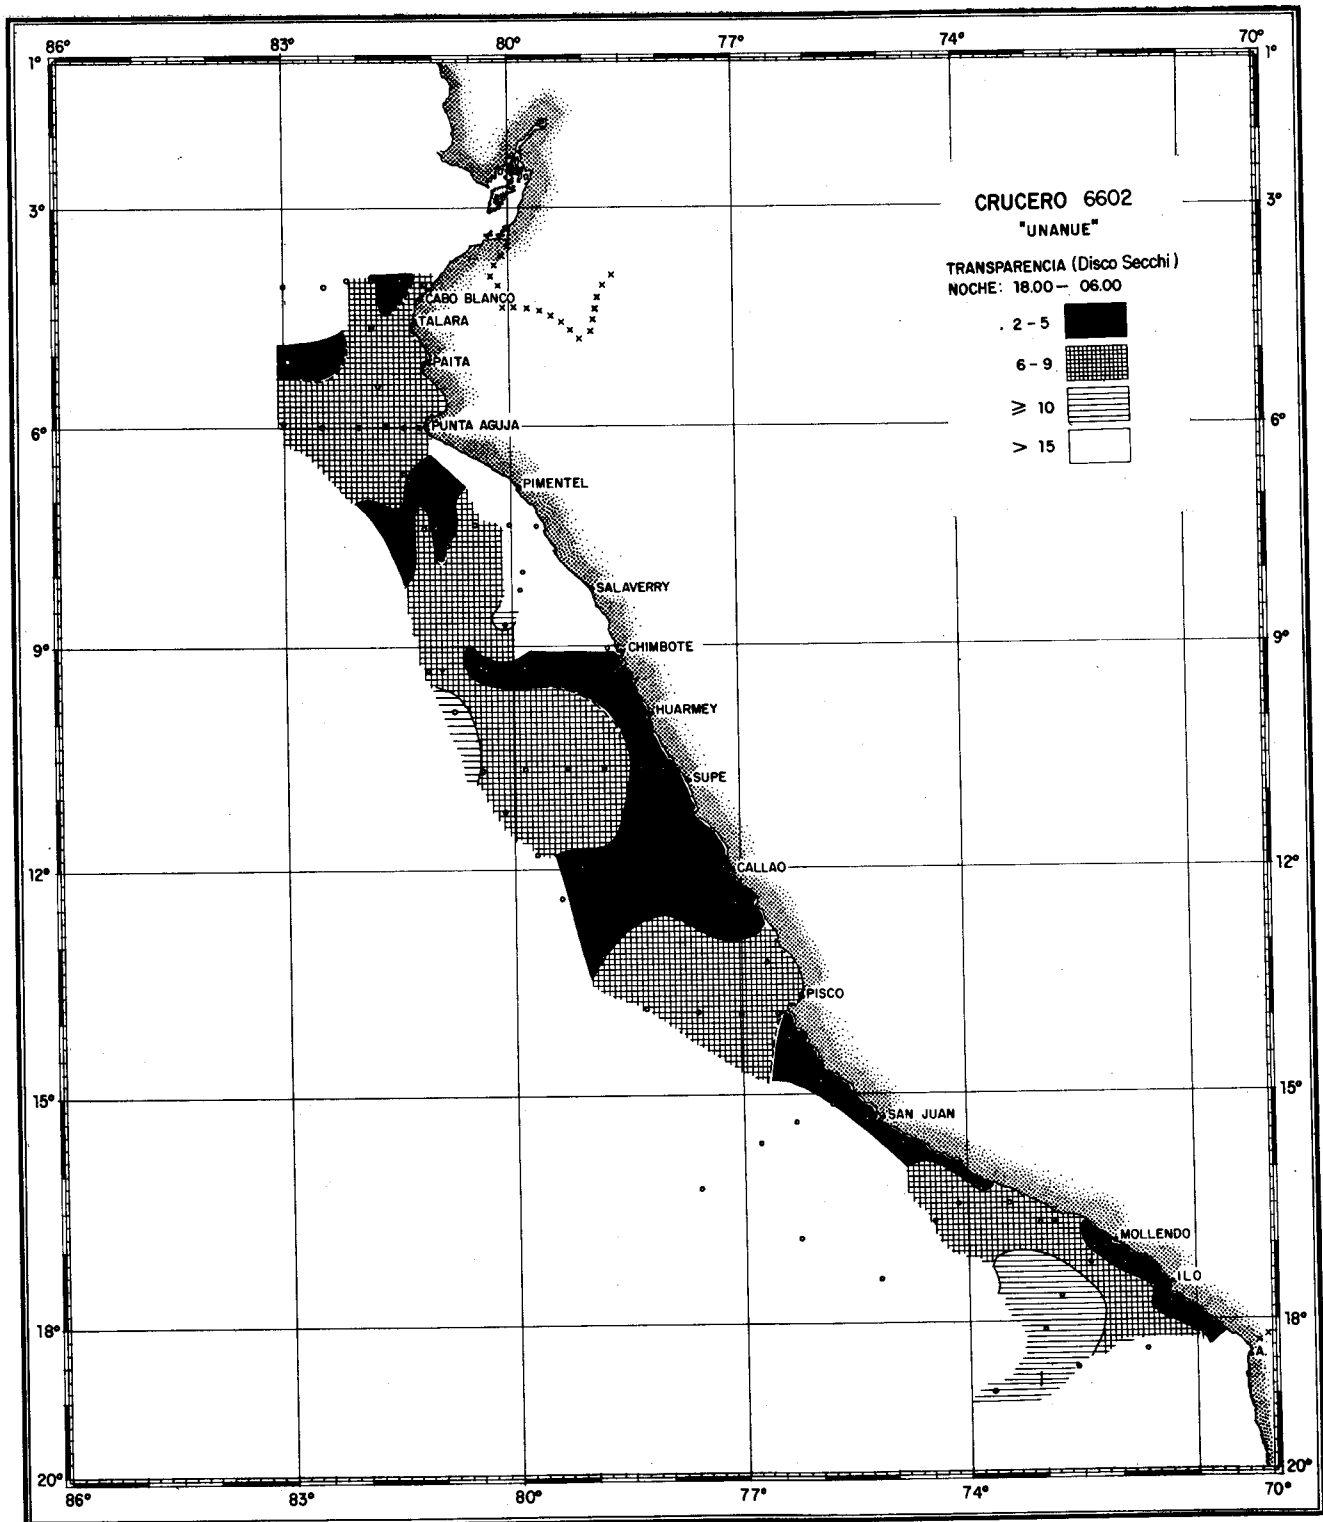 86° 83° 80° 77° 70°
1° 1°
3° 3°
CRUCERO 6602
"UNANUE"
TRANSPARENCIA (Disco Secchi)
NOCHE: 18.00 — 06.00
. 2 - 5
6 - 9
≥ 10
> 15
CABO BLANCO
TALARA
PAITA
PUNTA AGUJA
6° 6°
PIMENTEL
SALAVERRY
CHIMBOTE
9° 9°
HUARMEY
SUPE
CALLAO
12° 12°
PISCO
15° 15°
SAN JUAN
MOLLENDO
ILO
18° 18°
A.
20° 20°
86° 83° 80° 77° 74° 70°